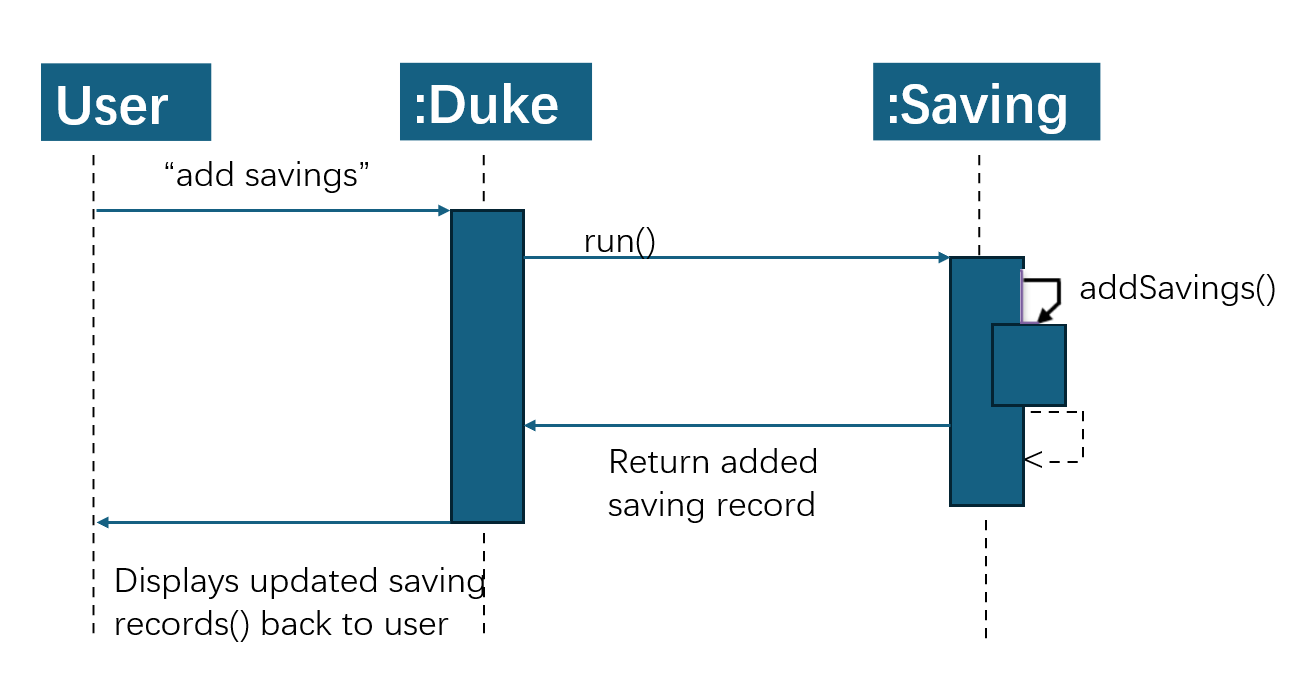 User
:Duke
:Saving
“add savings”
run()
addSavings()
Return added
saving record
Displays updated saving
records() back to user